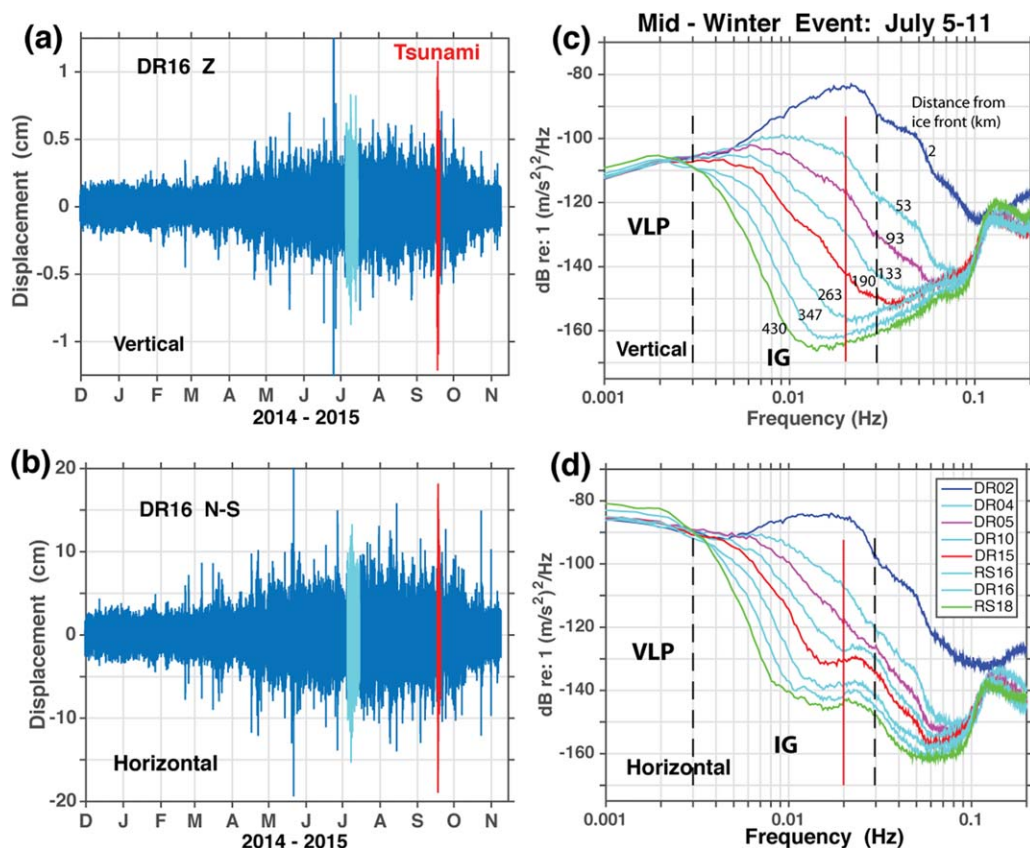 (a)
DR16 Z
Tsunami
Displacement (cm)
1
0.5
0
-0.5
-1
Vertical
D J F M A M J J A S O N
2014 - 2015
(b)
DR16 N-S
Displacement (cm)
20
10
0
-10
-20
Horizontal
D J F M A M J J A S O N
2014 - 2015
Mid - Winter Event: July 5-11
(c)
dB re: 1 (m/s²)²/Hz
-80
-100
-120
-140
-160
Distance from
ice front (km)
2
53
93
133
190
263
347
430
VLP
IG
Vertical
0.001 0.01 0.1
Frequency (Hz)
(d)
dB re: 1 (m/s²)²/Hz
-80
-100
-120
-140
-160
DR02
DR04
DR05
DR10
DR15
RS16
DR16
RS18
VLP
IG
Horizontal
0.001 0.01 0.1
Frequency (Hz)